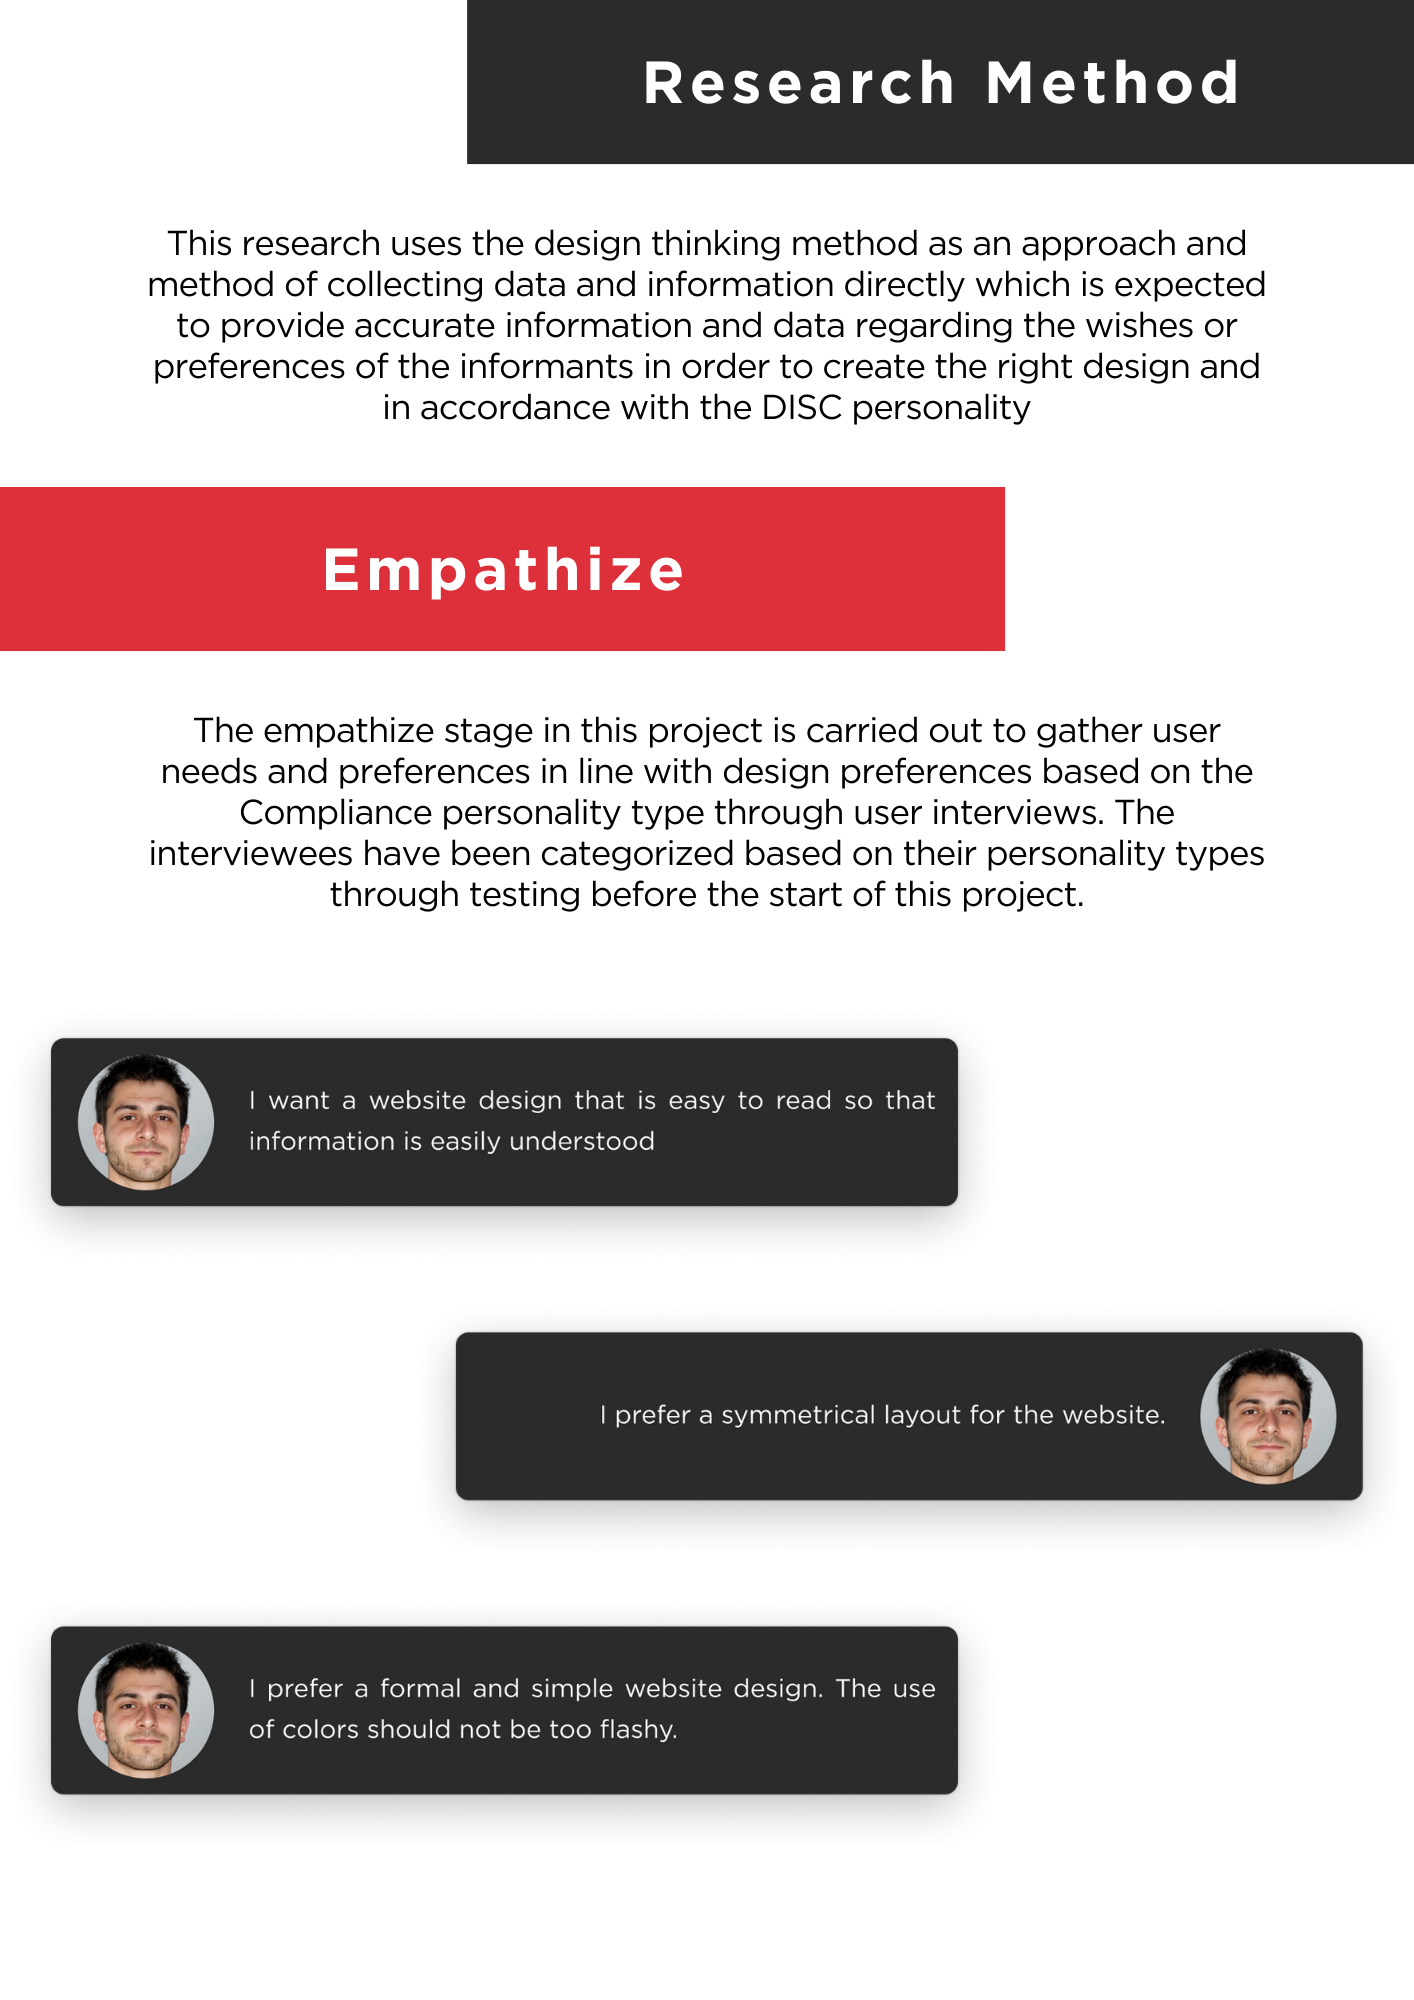 Research Method
This research uses the design thinking method as an approach and
method of collecting data and information directly which is expected
to provide accurate information and data regarding the wishes or
preferences of the informants in order to create the right design and
in accordance with the DISC personality
Empathize
The empathize stage in this project is carried out to gather user
needs and preferences in line with design preferences based on the
Compliance personality type through user interviews. The
interviewees have been categorized based on their personality types
through testing before the start of this project.
I want a website design that is easy to read so that
information is easily understood
I prefer a symmetrical layout for the website.
I prefer a formal and simple website design. The use
of colors should not be too flashy.